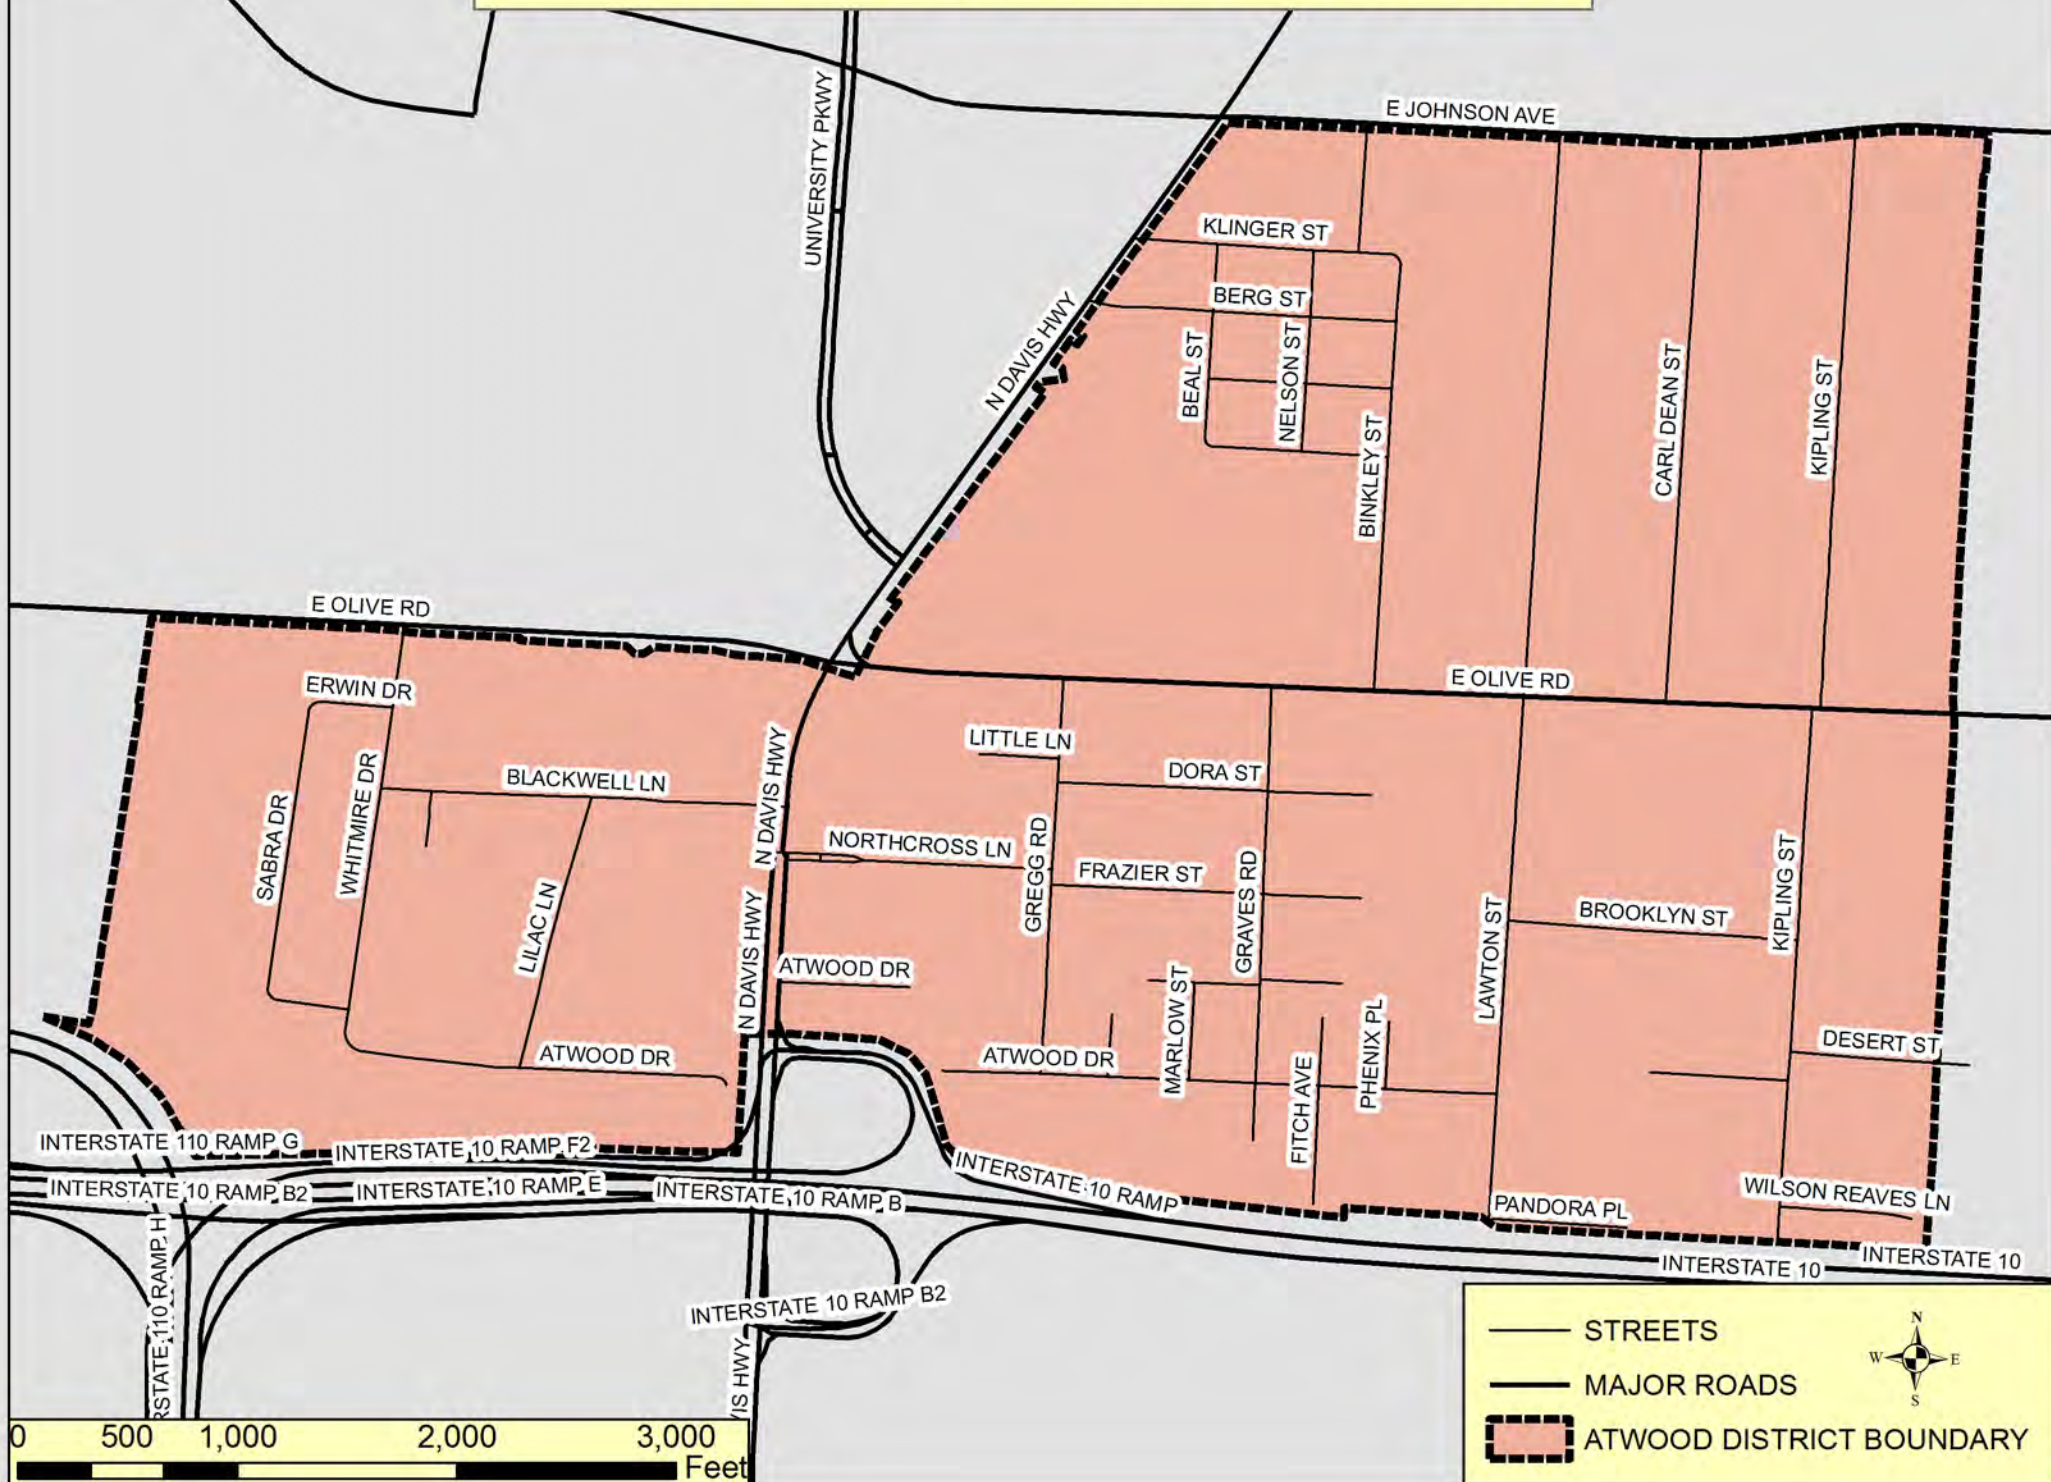 E JOHNSON AVE
UNIVERSITY PKWY
KLINGER ST
BERG ST
N DAVIS HWY
BEAL ST
NELSON ST
BINKLEY ST
CARL DEAN ST
KIPLING ST
E OLIVE RD
E OLIVE RD
ERWIN DR
SABRA DR
WHITMIRE DR
BLACKWELL LN
LILAC LN
N DAVIS HWY
LITTLE LN
DORA ST
NORTHCROSS LN
GREGG RD
FRAZIER ST
GRAVES RD
LAWTON ST
BROOKLYN ST
KIPLING ST
N DAVIS HWY
ATWOOD DR
MARLOW ST
PHENIX PL
DESERT ST
ATWOOD DR
ATWOOD DR
FITCH AVE
INTERSTATE 110 RAMP G
INTERSTATE 10 RAMP F2
INTERSTATE 10 RAMP
INTERSTATE 10 RAMP B2
INTERSTATE 10 RAMP E
INTERSTATE 10 RAMP B
PANDORA PL
WILSON REAVES LN
INTERSTATE 10
INTERSTATE 10
RSTATE 110 RAMP H
INTERSTATE 10 RAMP B2
VIS HWY
STREETS
MAJOR ROADS
ATWOOD DISTRICT BOUNDARY
N
W E
S
0 500 1,000 2,000 3,000
Feet